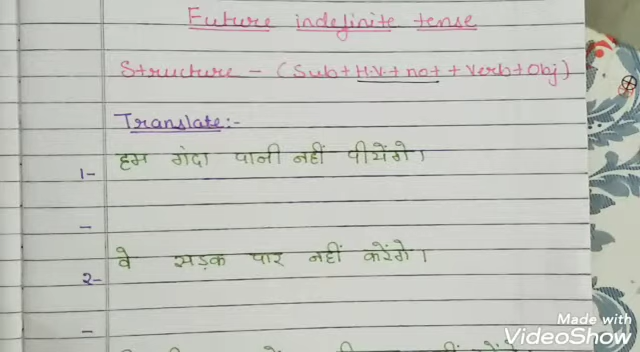 Future indefinite tense
Structure - (Sub + H.V. + not + Verb + Obj)
Translate:-
1- हम गंदा पानी नहीं पीयेंगे।
-
2- वे सड़क पार नहीं करेंगे।
-
Made with
VideoShow